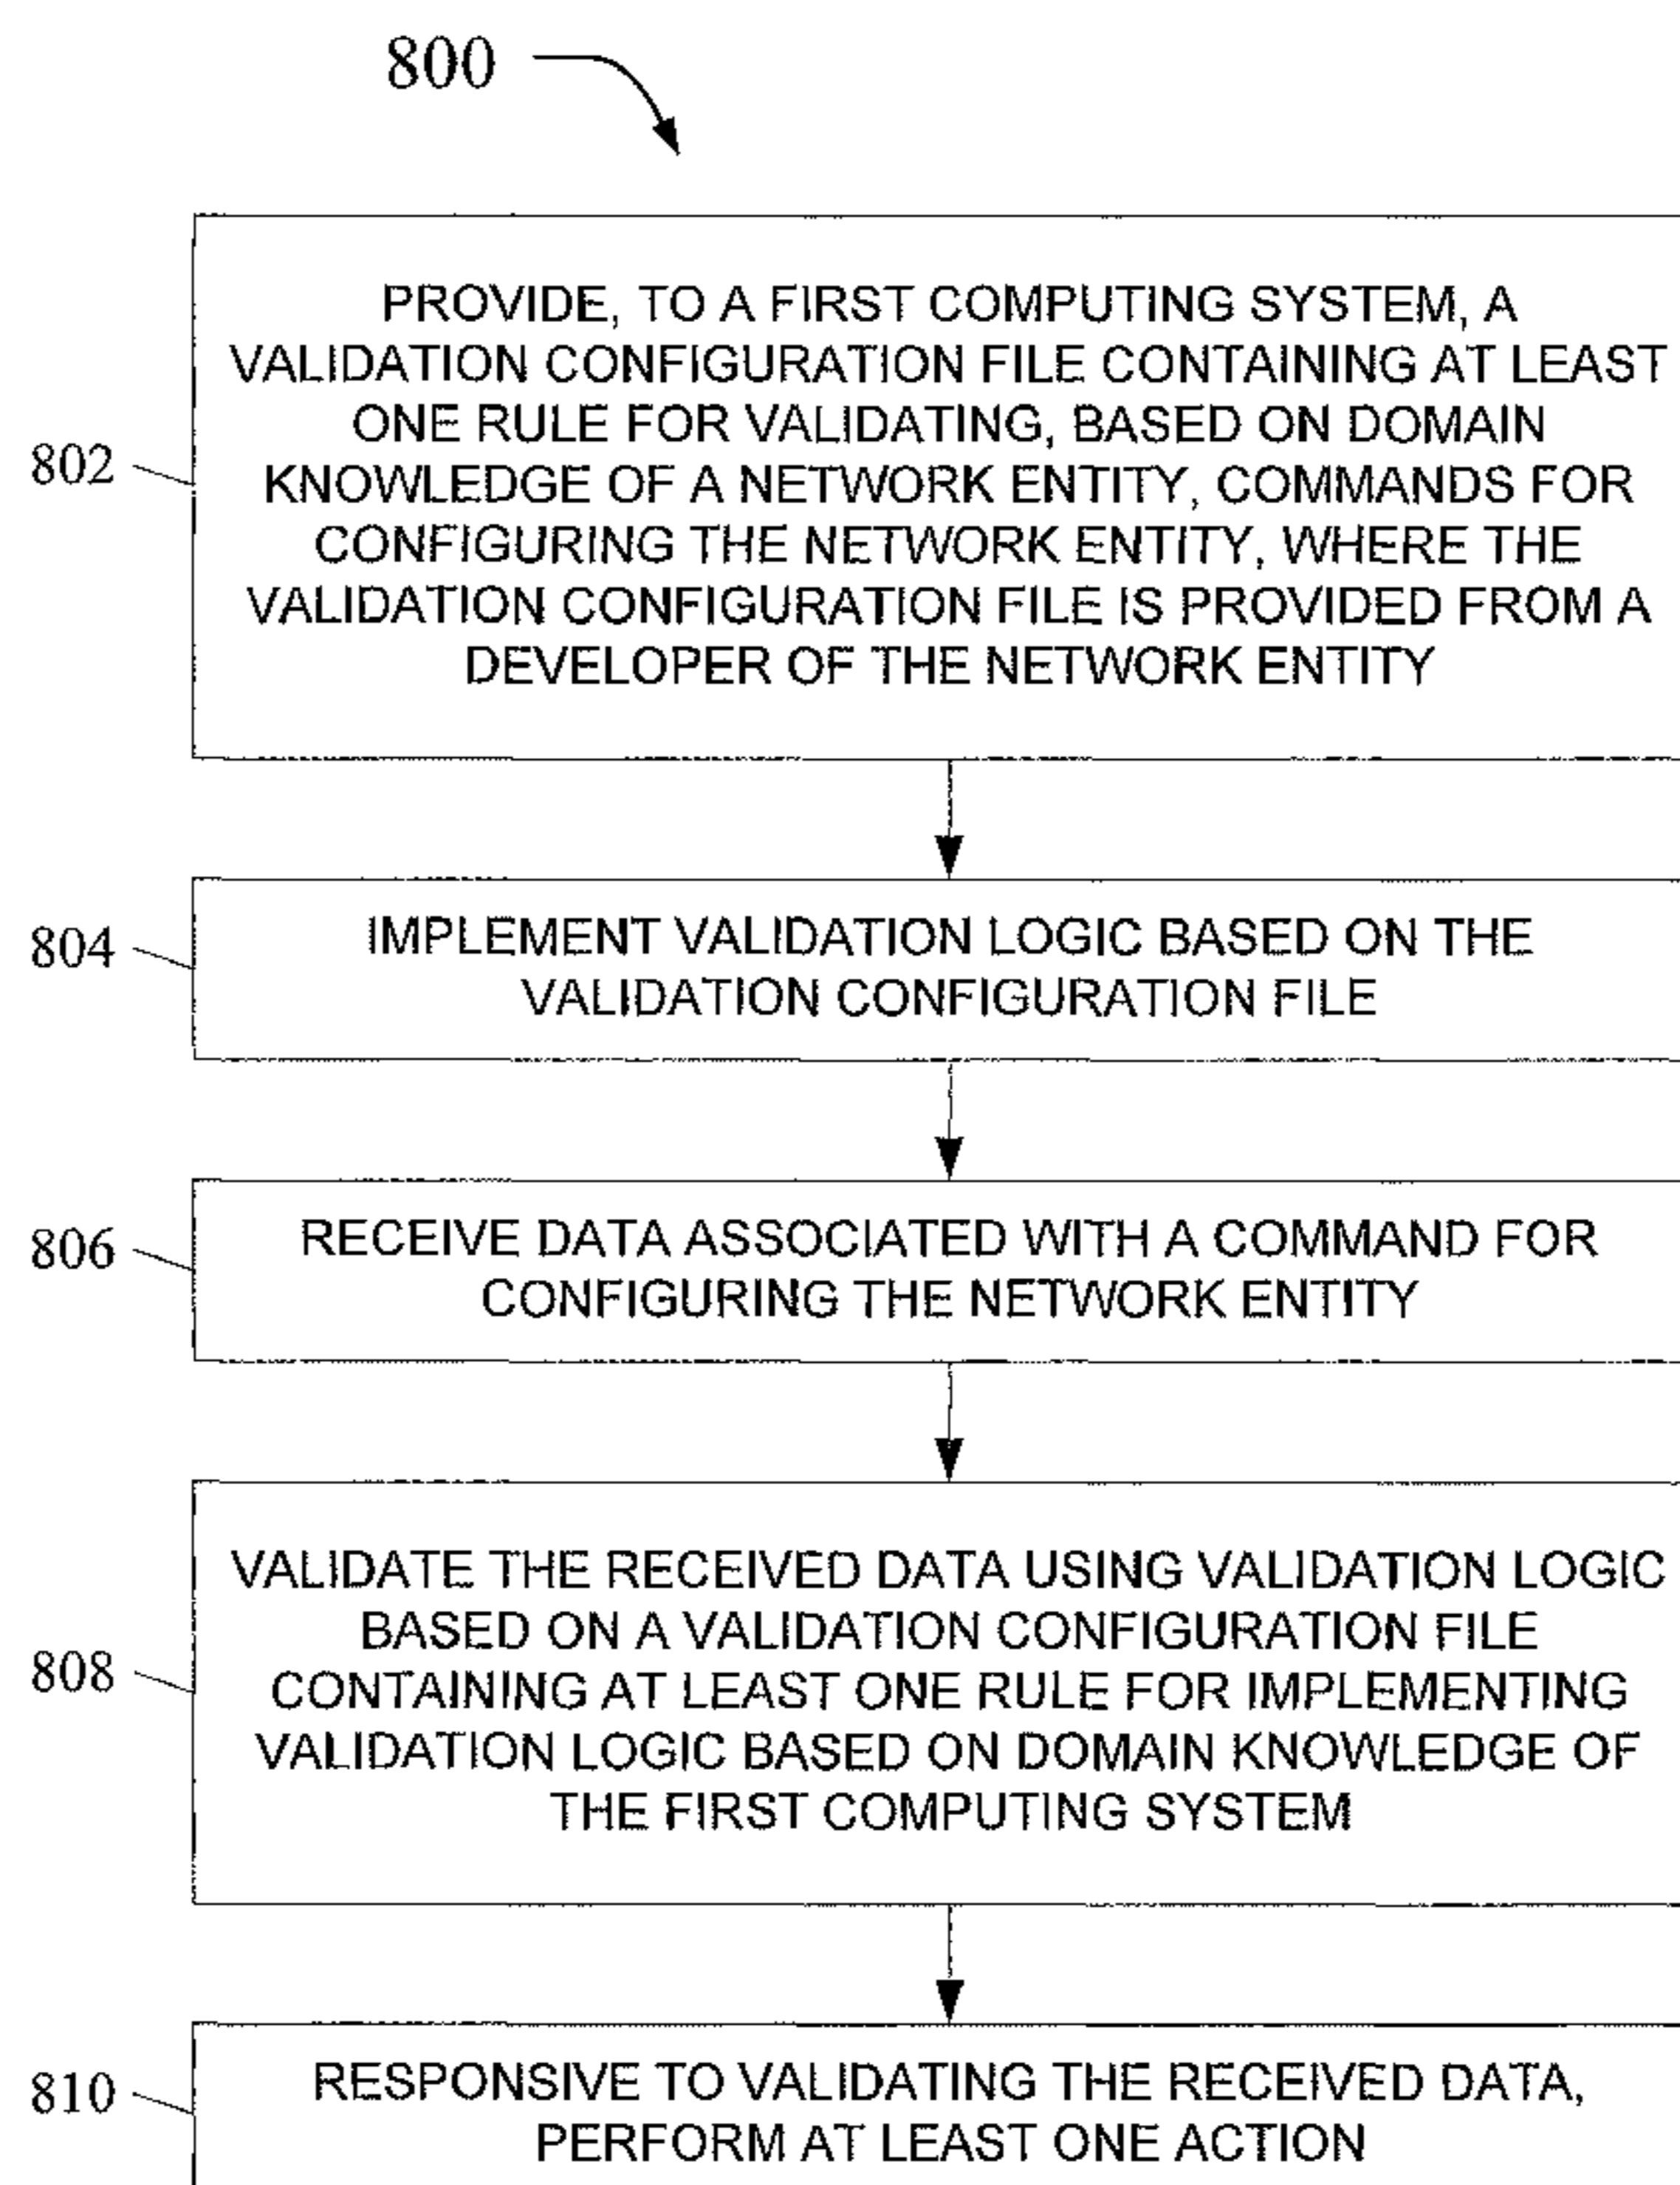 800
PROVIDE, TO A FIRST COMPUTING SYSTEM, A
VALIDATION CONFIGURATION FILE CONTAINING AT LEAST
ONE RULE FOR VALIDATING, BASED ON DOMAIN
KNOWLEDGE OF A NETWORK ENTITY, COMMANDS FOR
CONFIGURING THE NETWORK ENTITY, WHERE THE
VALIDATION CONFIGURATION FILE IS PROVIDED FROM A
DEVELOPER OF THE NETWORK ENTITY
802
IMPLEMENT VALIDATION LOGIC BASED ON THE
VALIDATION CONFIGURATION FILE
804
RECEIVE DATA ASSOCIATED WITH A COMMAND FOR
CONFIGURING THE NETWORK ENTITY
806
VALIDATE THE RECEIVED DATA USING VALIDATION LOGIC
BASED ON A VALIDATION CONFIGURATION FILE
CONTAINING AT LEAST ONE RULE FOR IMPLEMENTING
VALIDATION LOGIC BASED ON DOMAIN KNOWLEDGE OF
THE FIRST COMPUTING SYSTEM
808
RESPONSIVE TO VALIDATING THE RECEIVED DATA,
PERFORM AT LEAST ONE ACTION
810